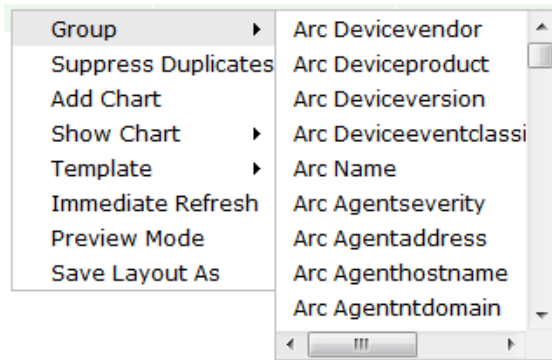 Group
Suppress Duplicates
Add Chart
Show Chart
Template
Immediate Refresh
Preview Mode
Save Layout As
Arc Devicevendor
Arc Deviceproduct
Arc Deviceversion
Arc Deviceeventclassi
Arc Name
Arc Agentseverity
Arc Agentaddress
Arc Agenthostname
Arc Agentntdomain